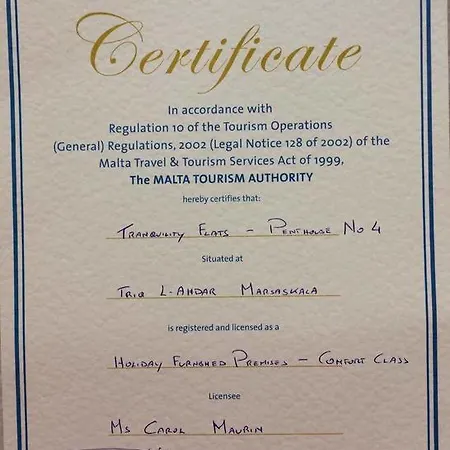 Certificate
In accordance with
Regulation 10 of the Tourism Operations
(General) Regulations, 2002 (Legal Notice 128 of 2002) of the
Malta Travel & Tourism Services Act of 1999,
The MALTA TOURISM AUTHORITY
hereby certifies that:
TRANQUILITY FLATS - PENTHOUSE No 4
Situated at
TRIQ L-AHDAR MARSASKALA
is registered and licensed as a
HOLIDAY FURNISHED PREMISES - COMFORT CLASS
Licensee
MS CAROL MAURIN